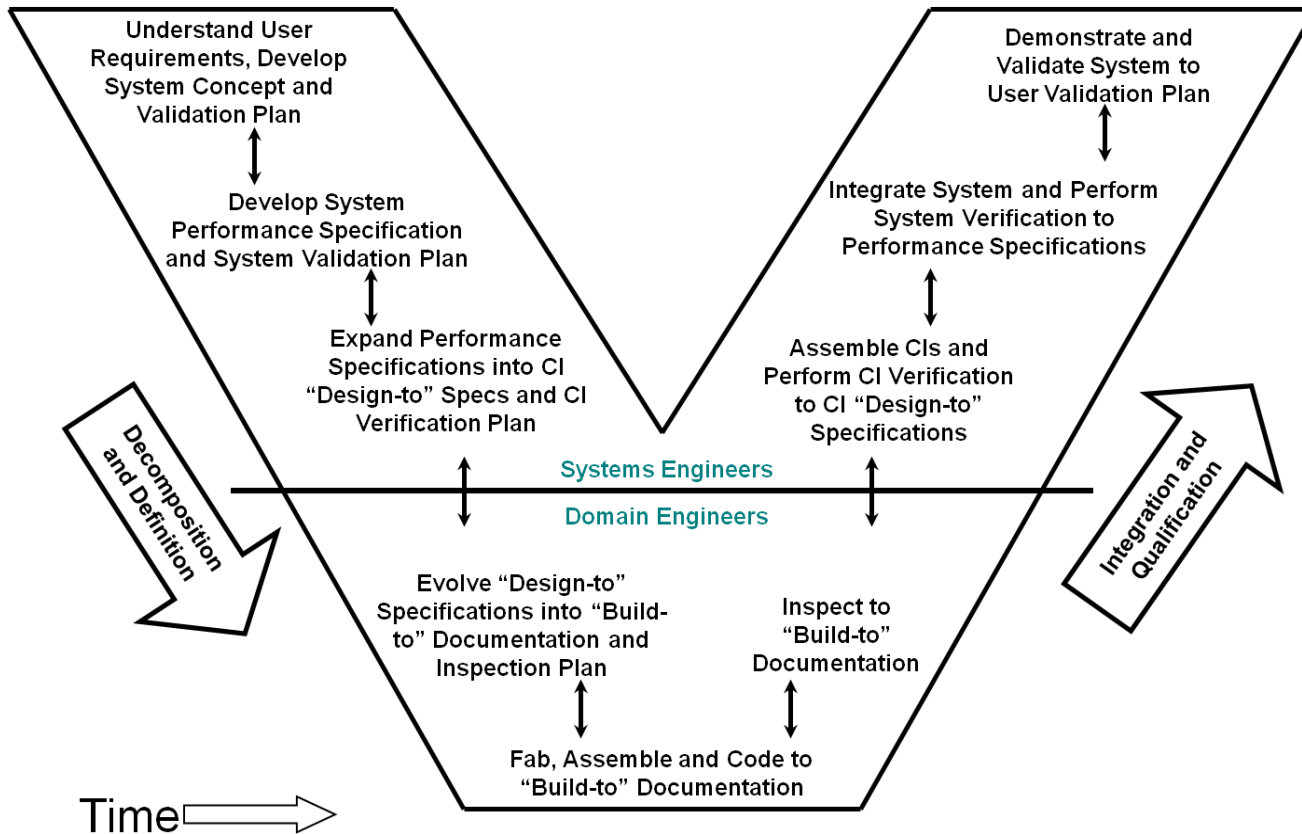 Understand User
Requirements, Develop
System Concept and
Validation Plan
Develop System
Performance Specification
and System Validation Plan
Expand Performance
Specifications into CI
“Design-to” Specs and CI
Verification Plan
Decomposition
and Definition
Systems Engineers
Domain Engineers
Evolve “Design-to”
Specifications into “Build-
to” Documentation and
Inspection Plan
Fab, Assemble and Code to
“Build-to” Documentation
Inspect to
“Build-to”
Documentation
Assemble CIs and
Perform CI Verification
to CI “Design-to”
Specifications
Integrate System and Perform
System Verification to
Performance Specifications
Demonstrate and
Validate System to
User Validation Plan
Integration and
Qualification
Time